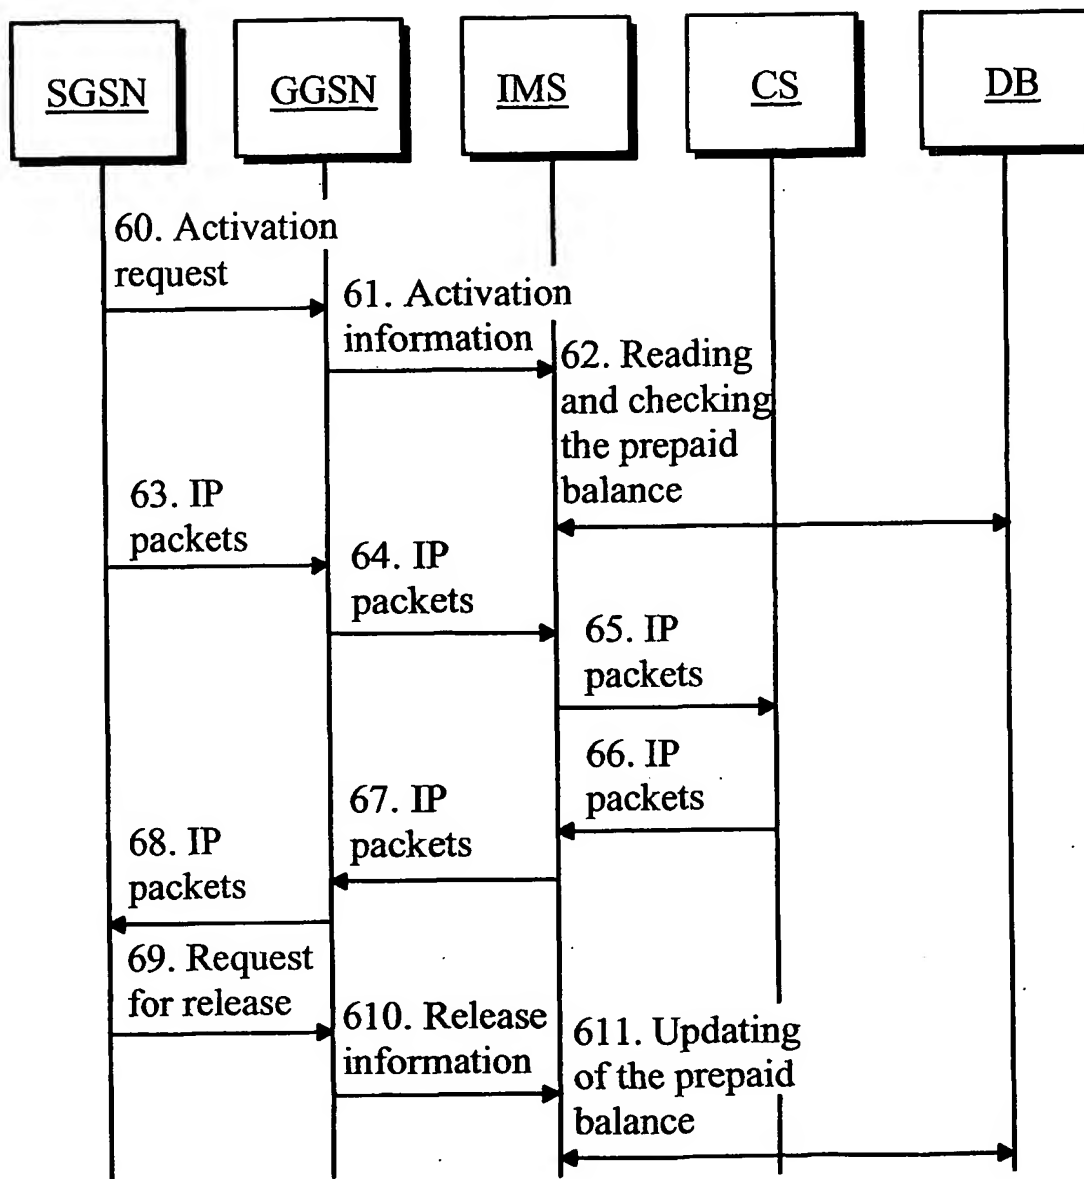 SGSN
GGSN
IMS
CS
DB
60. Activation
request
61. Activation
information
62. Reading
and checking
the prepaid
balance
63. IP
packets
64. IP
packets
65. IP
packets
66. IP
packets
67. IP
packets
68. IP
packets
69. Request
for release
610. Release
information
611. Updating
of the prepaid
balance